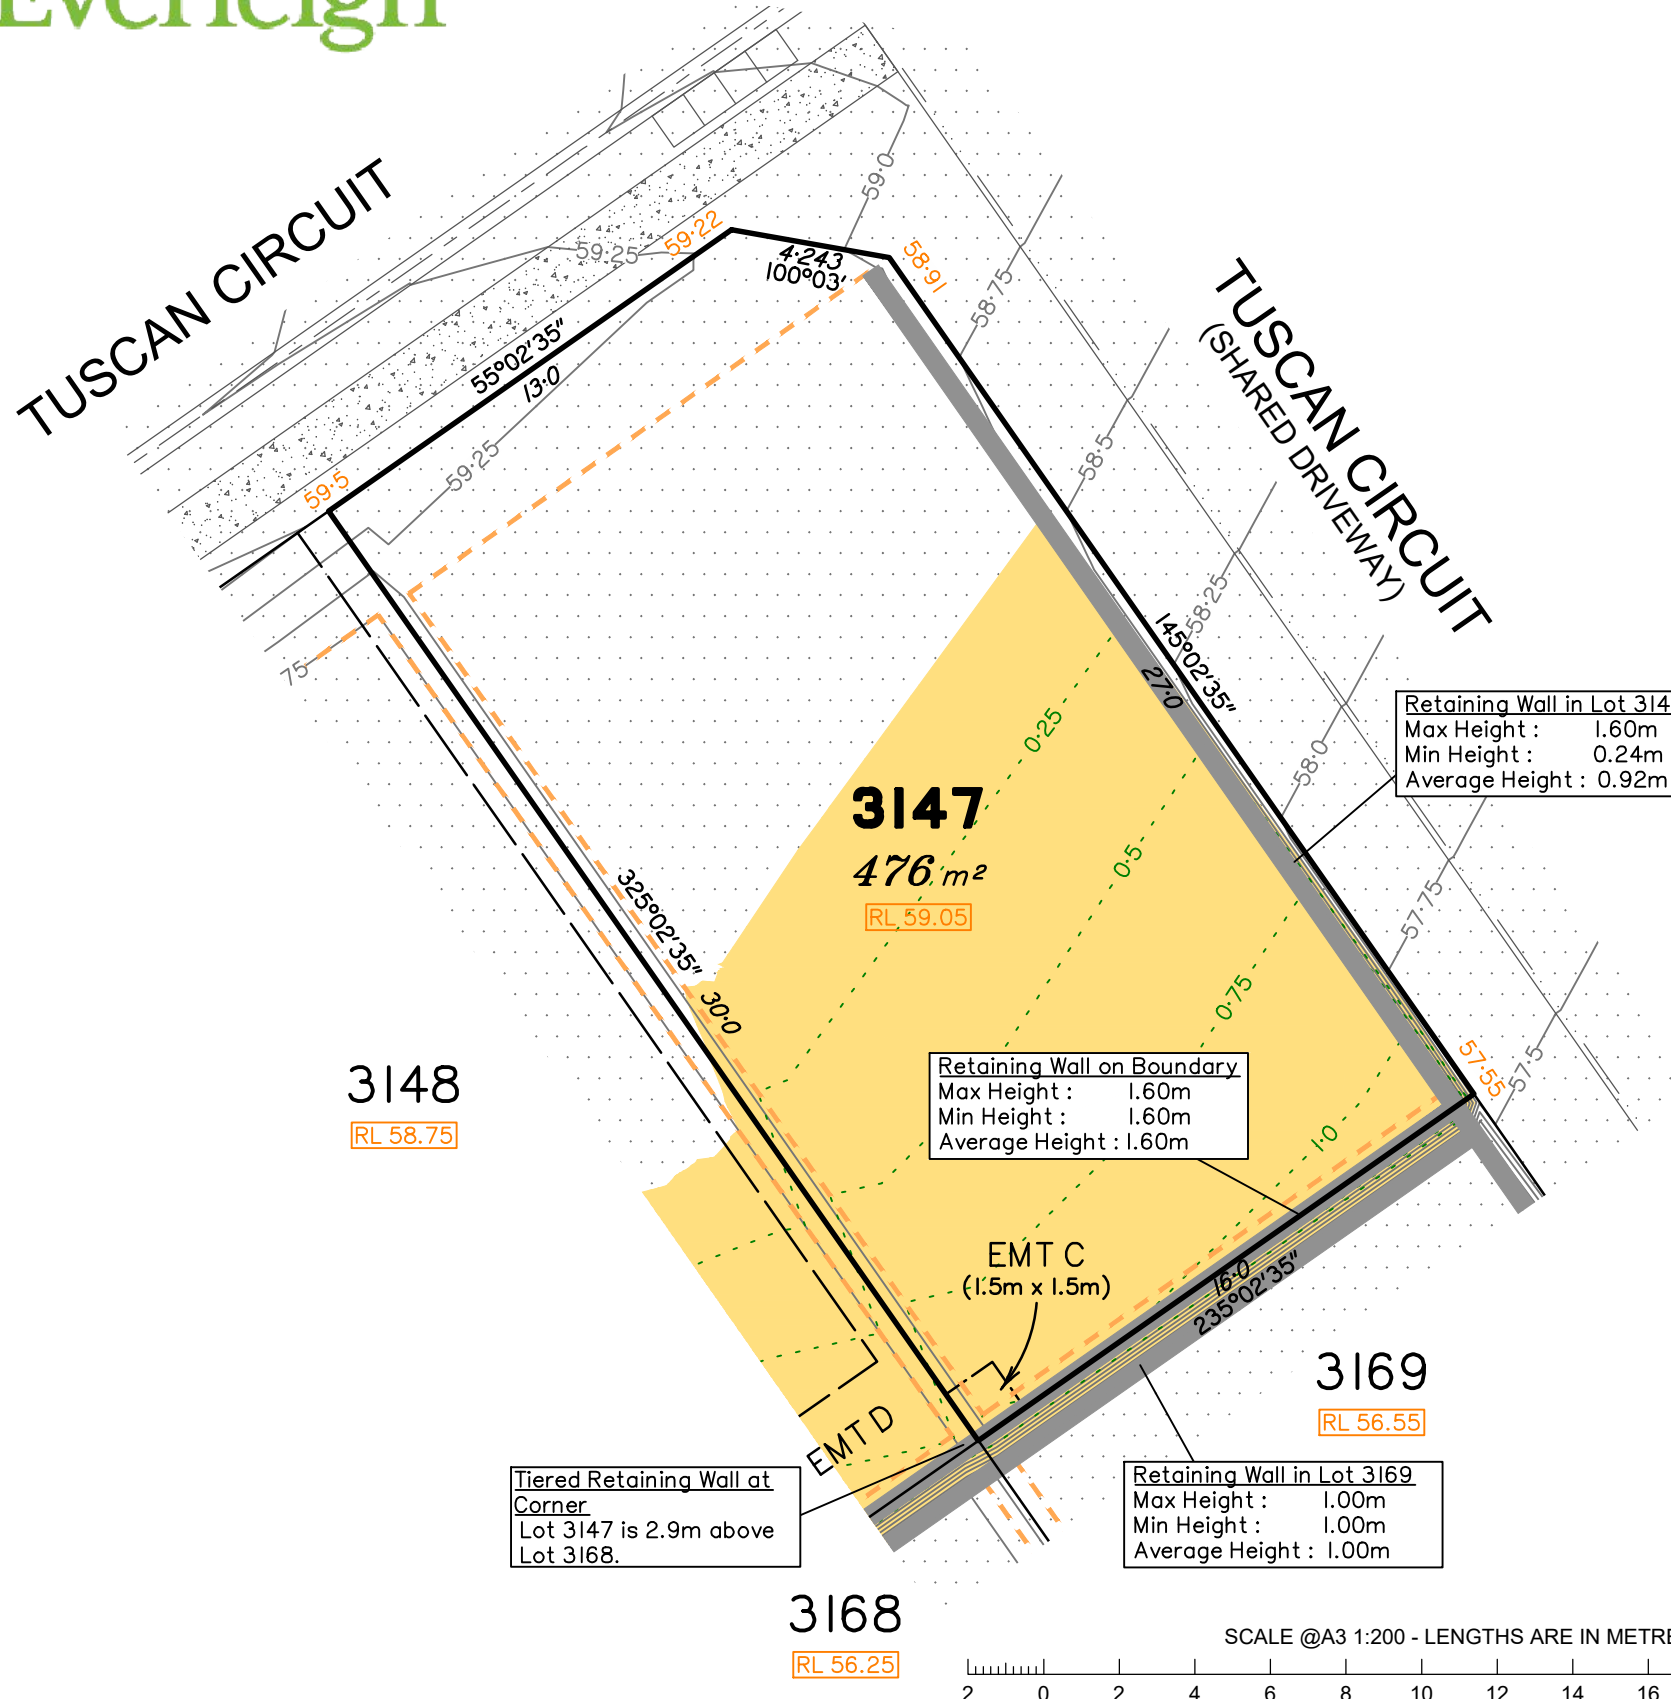 Everleigh
TUSCAN CIRCUIT
TUSCAN CIRCUIT
(SHARED DRIVEWAY)
59·0
59·25
59·22
4·243
100°03'
58·91
58·75
55°02'35"
13·0
59·25
59·5
58·5
58·25
145°02'35"
27·0
75
0·25
58·0
Retaining Wall in Lot 314
Max Height : 1.60m
Min Height : 0.24m
Average Height : 0.92m
3147
476 m²
RL 59.05
0·5
57·75
325°02'35"
30·0
0·75
57·55
57·5
3148
RL 58.75
Retaining Wall on Boundary
Max Height : 1.60m
Min Height : 1.60m
Average Height : 1.60m
1·0
EMT C
(1.5m x 1.5m)
16·0
235°02'35"
3169
RL 56.55
EMT D
Tiered Retaining Wall at
Corner
Lot 3147 is 2.9m above
Lot 3168.
Retaining Wall in Lot 3169
Max Height : 1.00m
Min Height : 1.00m
Average Height : 1.00m
3168
RL 56.25
SCALE @A3 1:200 - LENGTHS ARE IN METRE
2 0 2 4 6 8 10 12 14 16